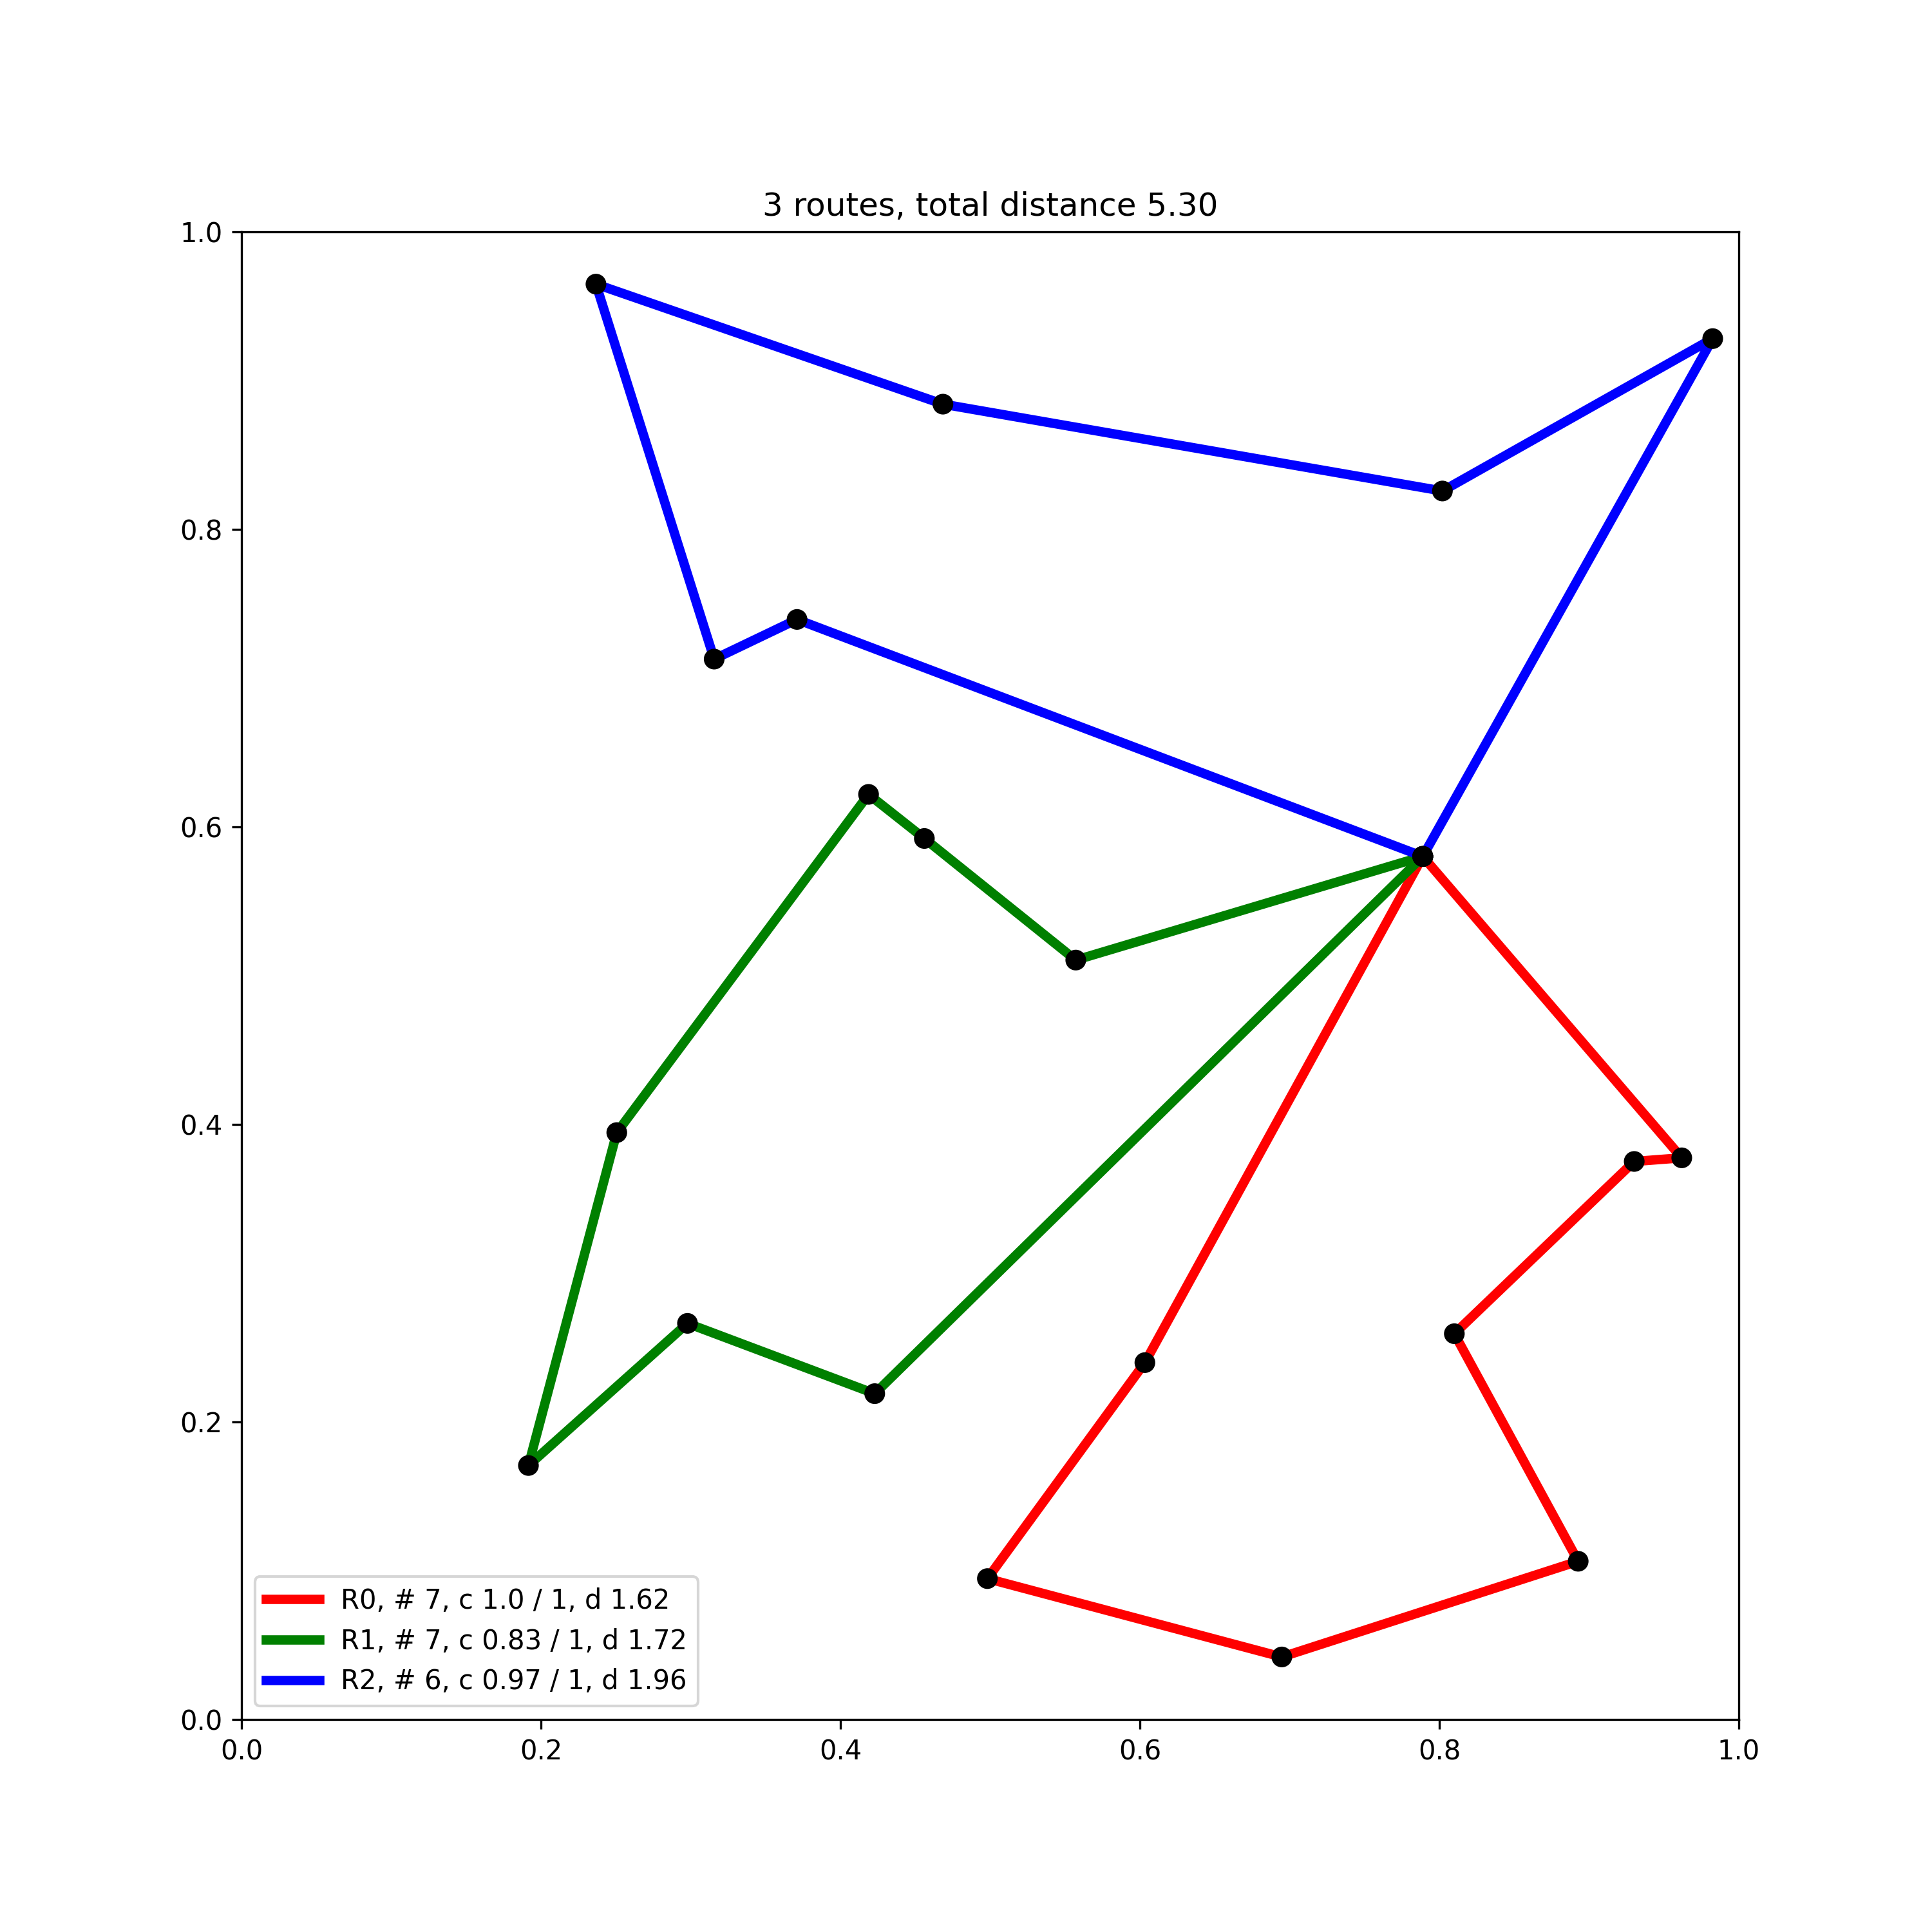 3 routes, total distance 5.30
1.0
0.8
0.6
0.4
0.2
0.0
R0, # 7, c 1.0 / 1, d 1.62
R1, # 7, c 0.83 / 1, d 1.72
R2, # 6, c 0.97 / 1, d 1.96
0.0 0.2 0.4 0.6 0.8 1.0